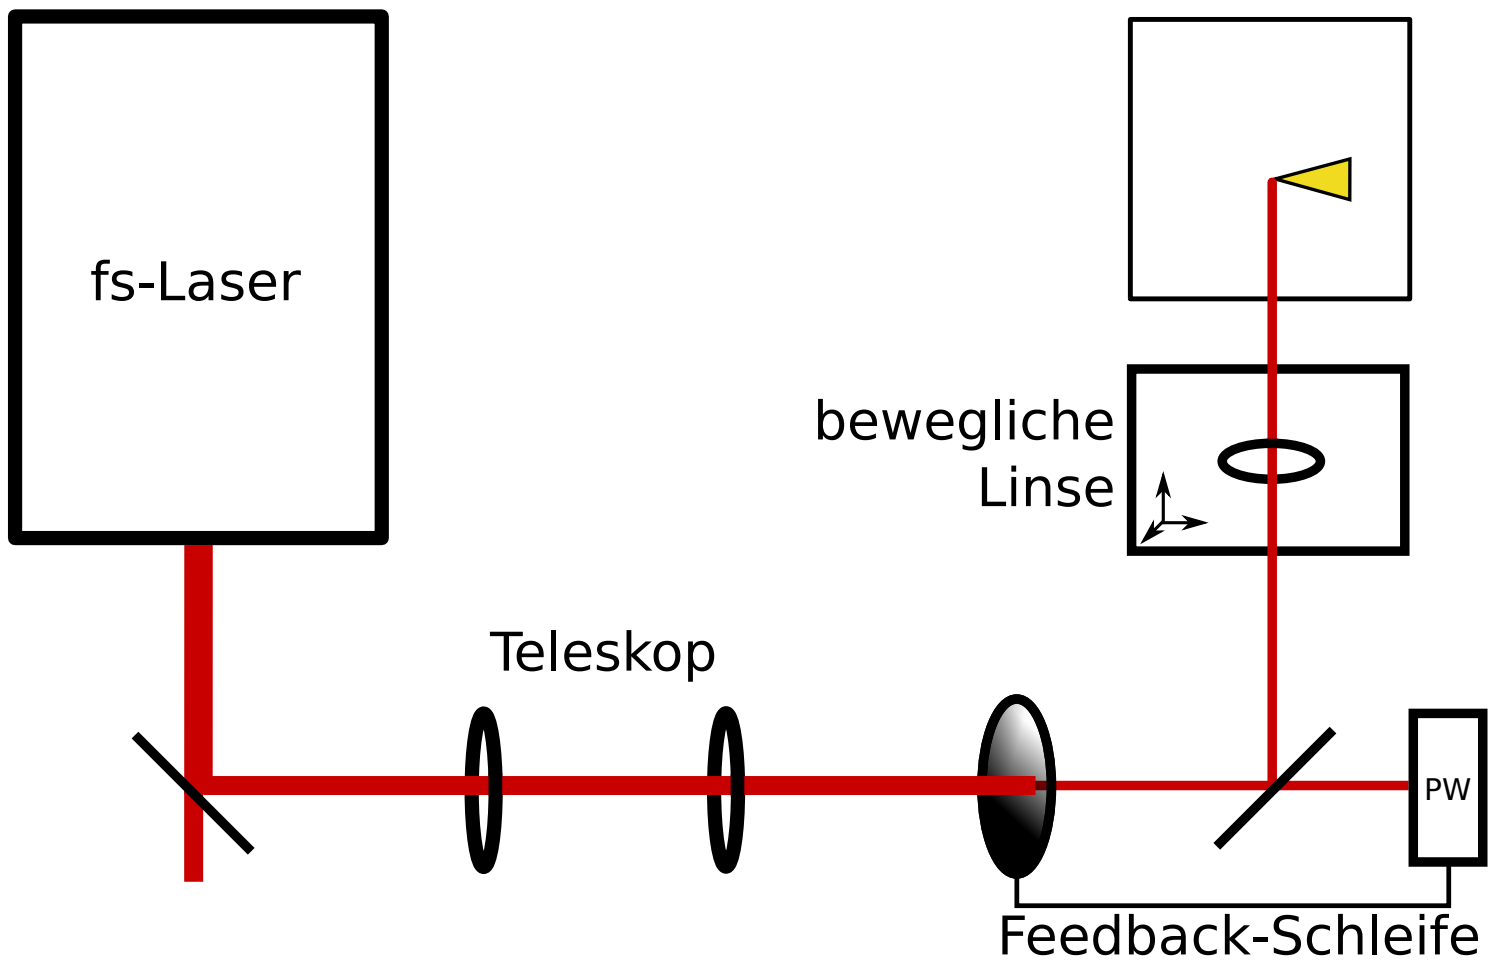 fs-Laser
bewegliche
Linse
Teleskop
PW
Feedback-Schleife